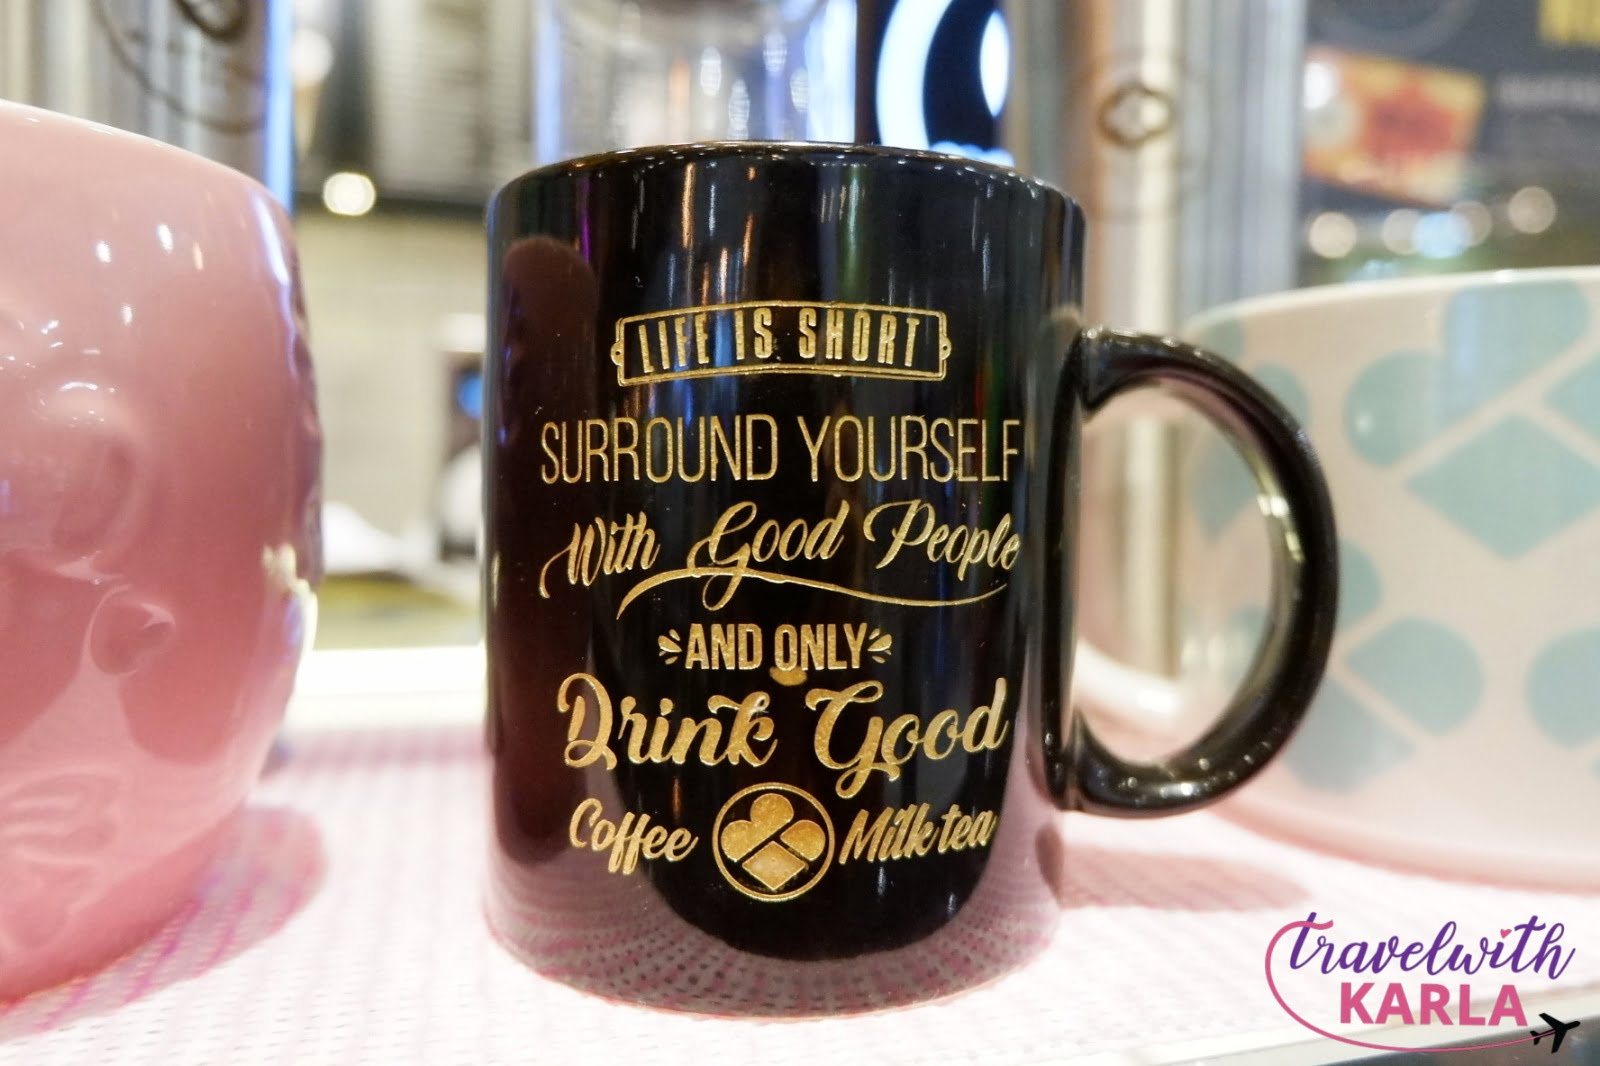 LIFE IS SHORT
SURROUND YOURSELF
With Good People
AND ONLY
Drink Good
Coffee Milk tea
travelwith
KARLA